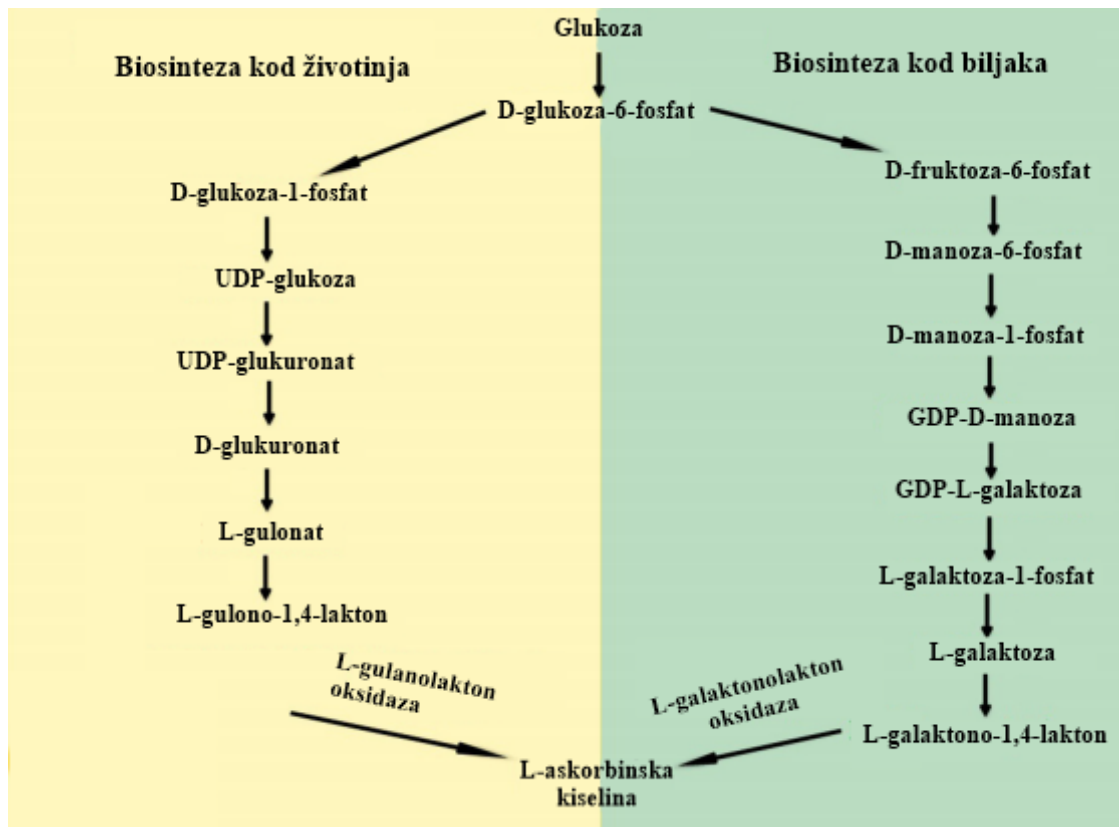 Glukoza
Biosinteza kod životinja
Biosinteza kod biljaka
D-glukoza-6-fosfat
D-glukoza-1-fosfat
UDP-glukoza
UDP-glukuronat
D-glukuronat
L-gulonat
L-gulono-1,4-lakton
L-gulanolakton
oksidaza
D-fruktoza-6-fosfat
D-manoza-6-fosfat
D-manoza-1-fosfat
GDP-D-manoza
GDP-L-galaktoza
L-galaktoza-1-fosfat
L-galaktoza
L-galaktono-1,4-lakton
L-galaktonolakton
oksidaza
L-askorbinska
kiselina